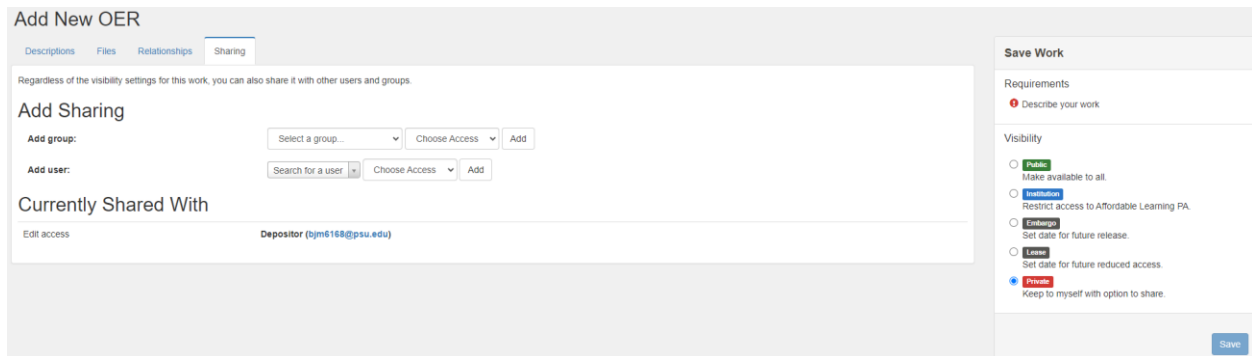 Add New OER
Descriptions Files Relationships Sharing
Regardless of the visibility settings for this work, you can also share it with other users and groups.
Add Sharing
Add group: Select a group... Choose Access Add
Add user: Search for a user Choose Access Add
Currently Shared With
Edit access Depositor (bjm6168@psu.edu)
Save Work
Requirements
Describe your work
Visibility
Public
Make available to all.
Institution
Restrict access to Affordable Learning PA.
Embargo
Set date for future release.
Lease
Set date for future reduced access.
Private
Keep to myself with option to share.
Save